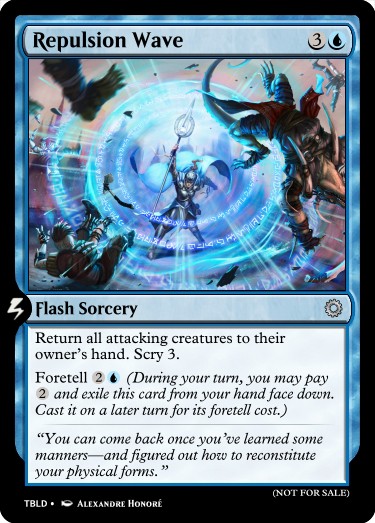 Repulsion Wave 3
Flash Sorcery
Return all attacking creatures to their
owner's hand. Scry 3.
Foretell 2 (During your turn, you may pay
2 and exile this card from your hand face down.
Cast it on a later turn for its foretell cost.)
“You can come back once you’ve learned some
manners—and figured out how to reconstitute
your physical forms.”
(NOT FOR SALE)
TBLD • Alexandre Honoré